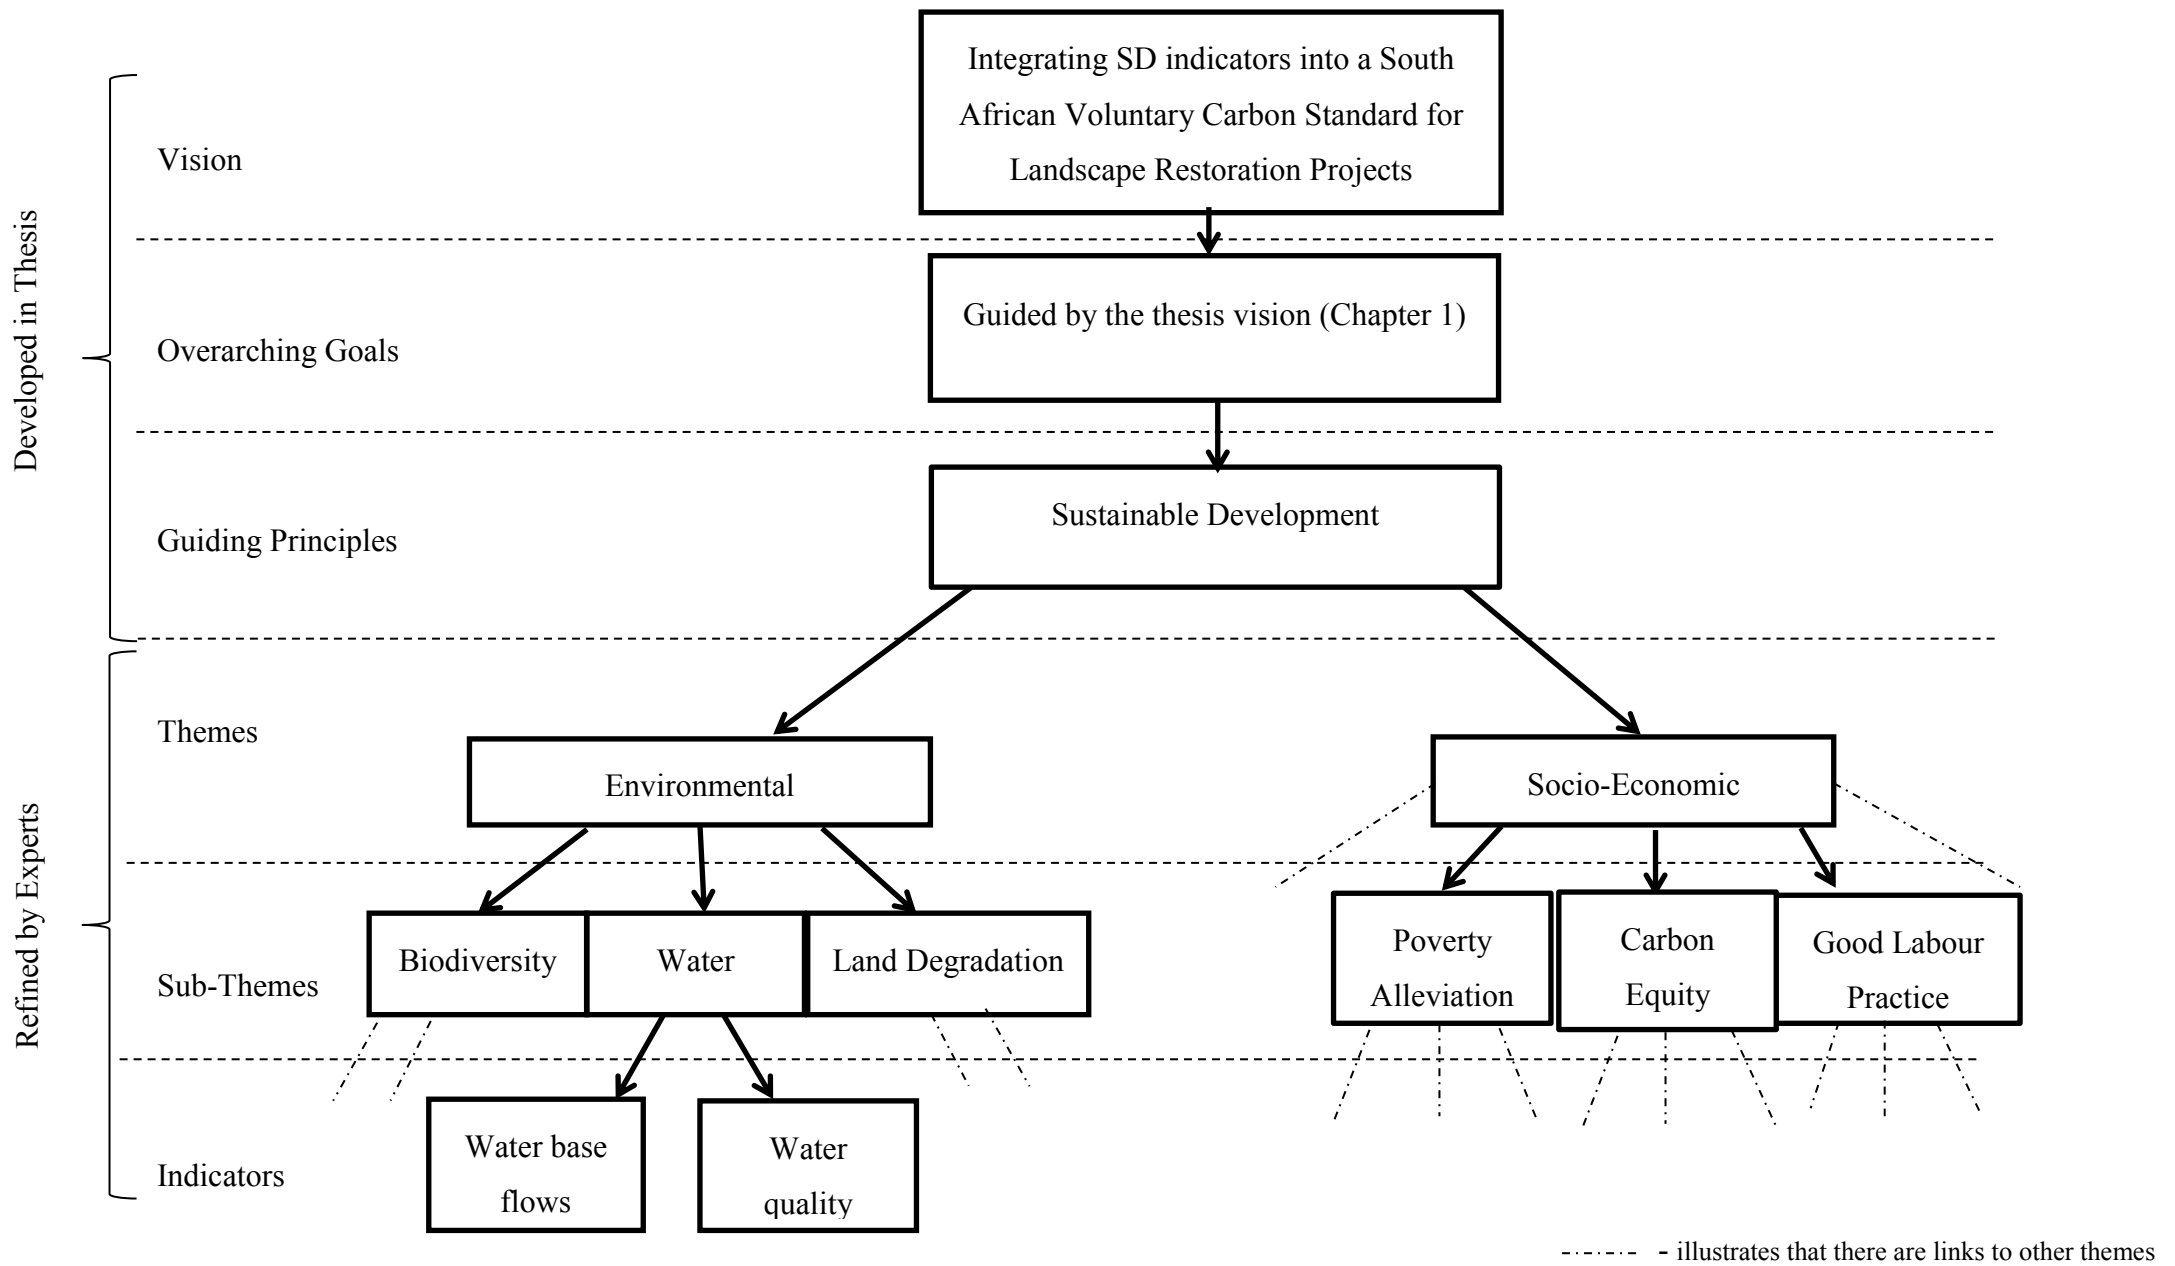 Integrating SD indicators into a South
African Voluntary Carbon Standard for
Landscape Restoration Projects
Vision
Developed in Thesis
Guided by the thesis vision (Chapter 1)
Overarching Goals
Sustainable Development
Guiding Principles
Themes
Environmental
Socio-Economic
Refined by Experts
Biodiversity
Water
Land Degradation
Poverty
Alleviation
Carbon
Equity
Good Labour
Practice
Sub-Themes
Water base
flows
Water
quality
Indicators
- illustrates that there are links to other themes